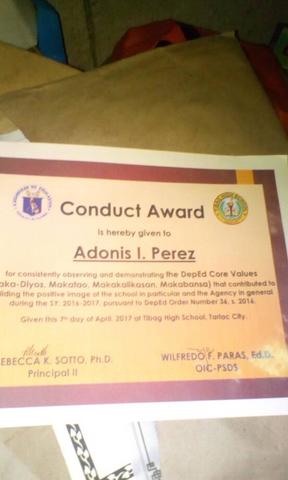 Conduct Award
Is hereby given to
Adonis I. Perez
for consistently observing and demonstrating the DepEd Core Values
aka-Diyos, Makatao, Makakalikasan, Makabansa) that contributed to
ilding the positive image of the school in particular and the Agency in general
during the SY: 2016-2017, pursuant to DepEd Order Number 36, s. 2016.
Given this 7th day of April, 2017 at Tibag High School, Tarlac City.
EBECCA K. SOTTO, Ph.D.
Principal II
WILFREDO F. PARAS, Ed.D.
OIC-PSDS